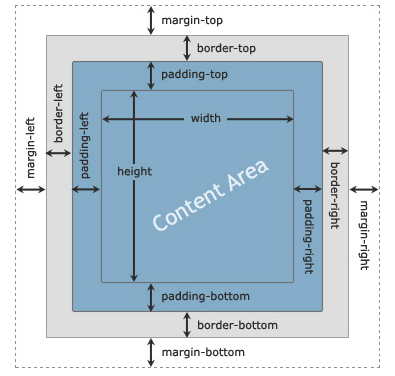 margin-top
border-top
padding-top
width
height
Content Area
margin-left
border-left
padding-left
padding-right
border-right
margin-right
padding-bottom
border-bottom
margin-bottom